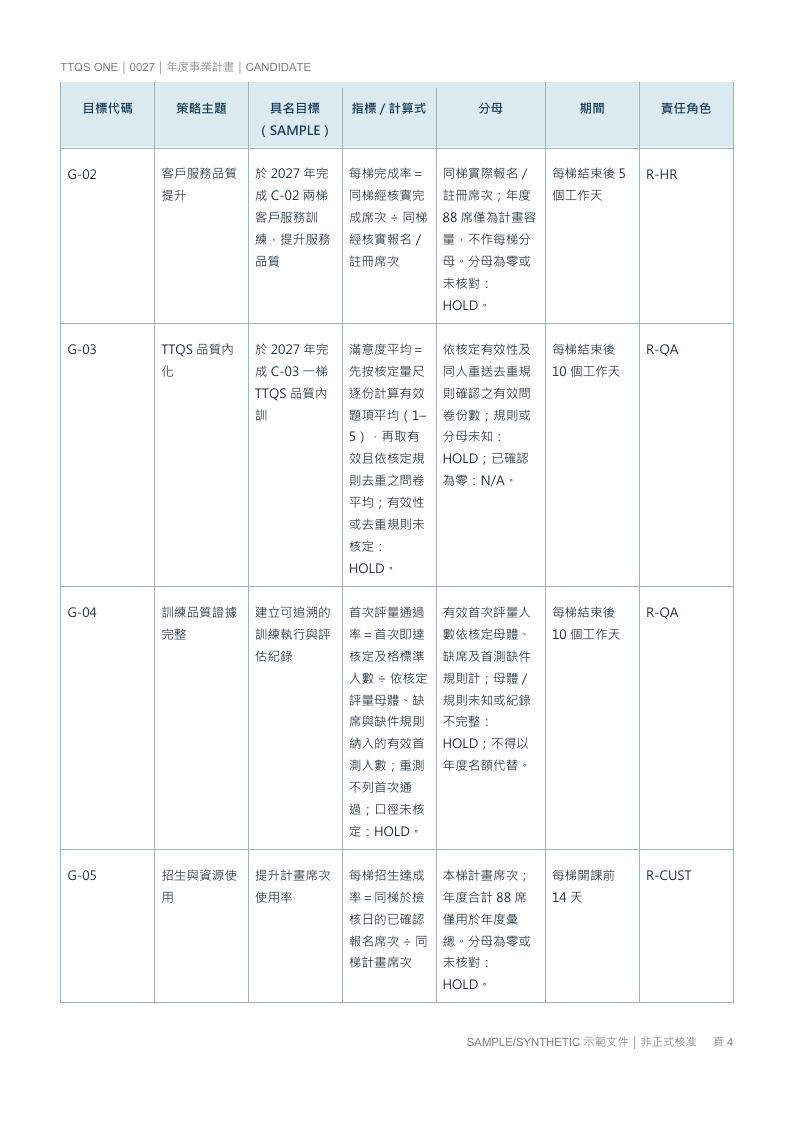 TTQS ONE｜0027｜年度事業計畫｜CANDIDATE
目標代碼
策略主題
具名目標
（SAMPLE）
指標 / 計算式
分母
期間
責任角色
G-02
客戶服務品質
提升
於 2027 年完
成 C-02 兩梯
客戶服務訓
練，提升服務
品質
每梯完成率 =
同梯經核實完
成席次 ÷ 同梯
經核實報名 /
註冊席次
同梯實際報名 /
註冊席次；年度
88 席僅為計畫容
量，不作每梯分
母。分母為零或
未核對：
HOLD。
每梯結束後 5
個工作天
R-HR
G-03
TTQS 品質內
化
於 2027 年完
成 C-03 一梯
TTQS 品質內
訓
滿意度平均 =
先按核定量尺
逐份計算有效
題項平均（1–
5），再取有
效且依核定規
則去重之問卷
平均；有效性
或去重規則未
核定：
HOLD。
依核定有效性及
同人重送去重規
則確認之有效問
卷份數；規則或
分母未知：
HOLD；已確認
為零：N/A。
每梯結束後
10 個工作天
R-QA
G-04
訓練品質證據
完整
建立可追溯的
訓練執行與評
估紀錄
首次評量通過
率 = 首次即達
核定及格標準
人數 ÷ 依核定
評量母體、缺
席與缺件規則
納入的有效首
測人數；重測
不列首次通
過；口徑未核
定：HOLD。
有效首次評量人
數依核定母體、
缺席及首測缺件
規則計；母體 /
規則未知或紀錄
不完整：
HOLD；不得以
年度名額代替。
每梯結束後
10 個工作天
R-QA
G-05
招生與資源使
用
提升計畫席次
使用率
每梯招生達成
率 = 同梯於檢
核日的已確認
報名席次 ÷ 同
梯計畫席次
本梯計畫席次；
年度合計 88 席
僅用於年度彙
總。分母為零或
未核對：
HOLD。
每梯開課前
14 天
R-CUST
SAMPLE/SYNTHETIC 示範文件｜非正式核准 頁 4